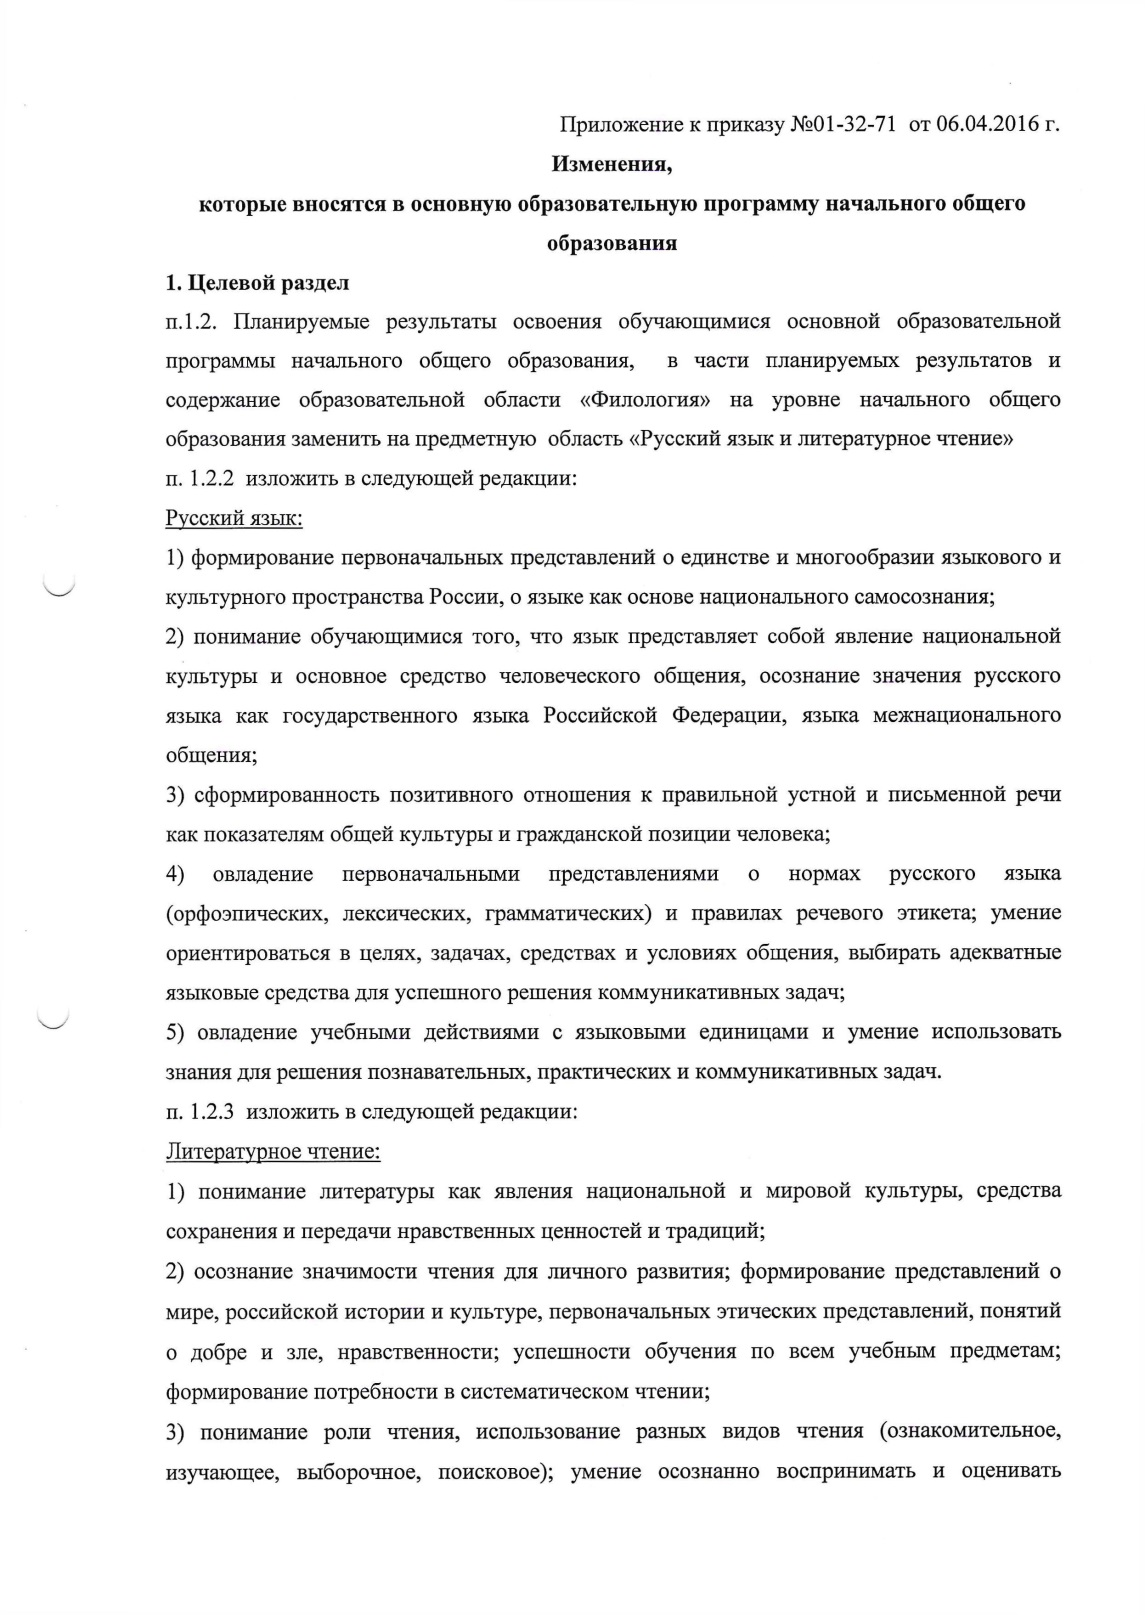 Приложение к приказу №01-32-71 от 06.04.2016 г.
Изменения,
которые вносятся в основную образовательную программу начального общего
образования
1. Целевой раздел
п.1.2. Планируемые результаты освоения обучающимися основной образовательной
программы начального общего образования, в части планируемых результатов и
содержание образовательной области «Филология» на уровне начального общего
образования заменить на предметную область «Русский язык и литературное чтение»
п. 1.2.2 изложить в следующей редакции:
Русский язык:
1) формирование первоначальных представлений о единстве и многообразии языкового и
культурного пространства России, о языке как основе национального самосознания;
2) понимание обучающимися того, что язык представляет собой явление национальной
культуры и основное средство человеческого общения, осознание значения русского
языка как государственного языка Российской Федерации, языка межнационального
общения;
3) сформированность позитивного отношения к правильной устной и письменной речи
как показателям общей культуры и гражданской позиции человека;
4) овладение первоначальными представлениями о нормах русского языка
(орфоэпических, лексических, грамматических) и правилах речевого этикета; умение
ориентироваться в целях, задачах, средствах и условиях общения, выбирать адекватные
языковые средства для успешного решения коммуникативных задач;
5) овладение учебными действиями с языковыми единицами и умение использовать
знания для решения познавательных, практических и коммуникативных задач.
п. 1.2.3 изложить в следующей редакции:
Литературное чтение:
1) понимание литературы как явления национальной и мировой культуры, средства
сохранения и передачи нравственных ценностей и традиций;
2) осознание значимости чтения для личного развития; формирование представлений о
мире, российской истории и культуре, первоначальных этических представлений, понятий
о добре и зле, нравственности; успешности обучения по всем учебным предметам;
формирование потребности в систематическом чтении;
3) понимание роли чтения, использование разных видов чтения (ознакомительное,
изучающее, выборочное, поисковое); умение осознанно воспринимать и оценивать